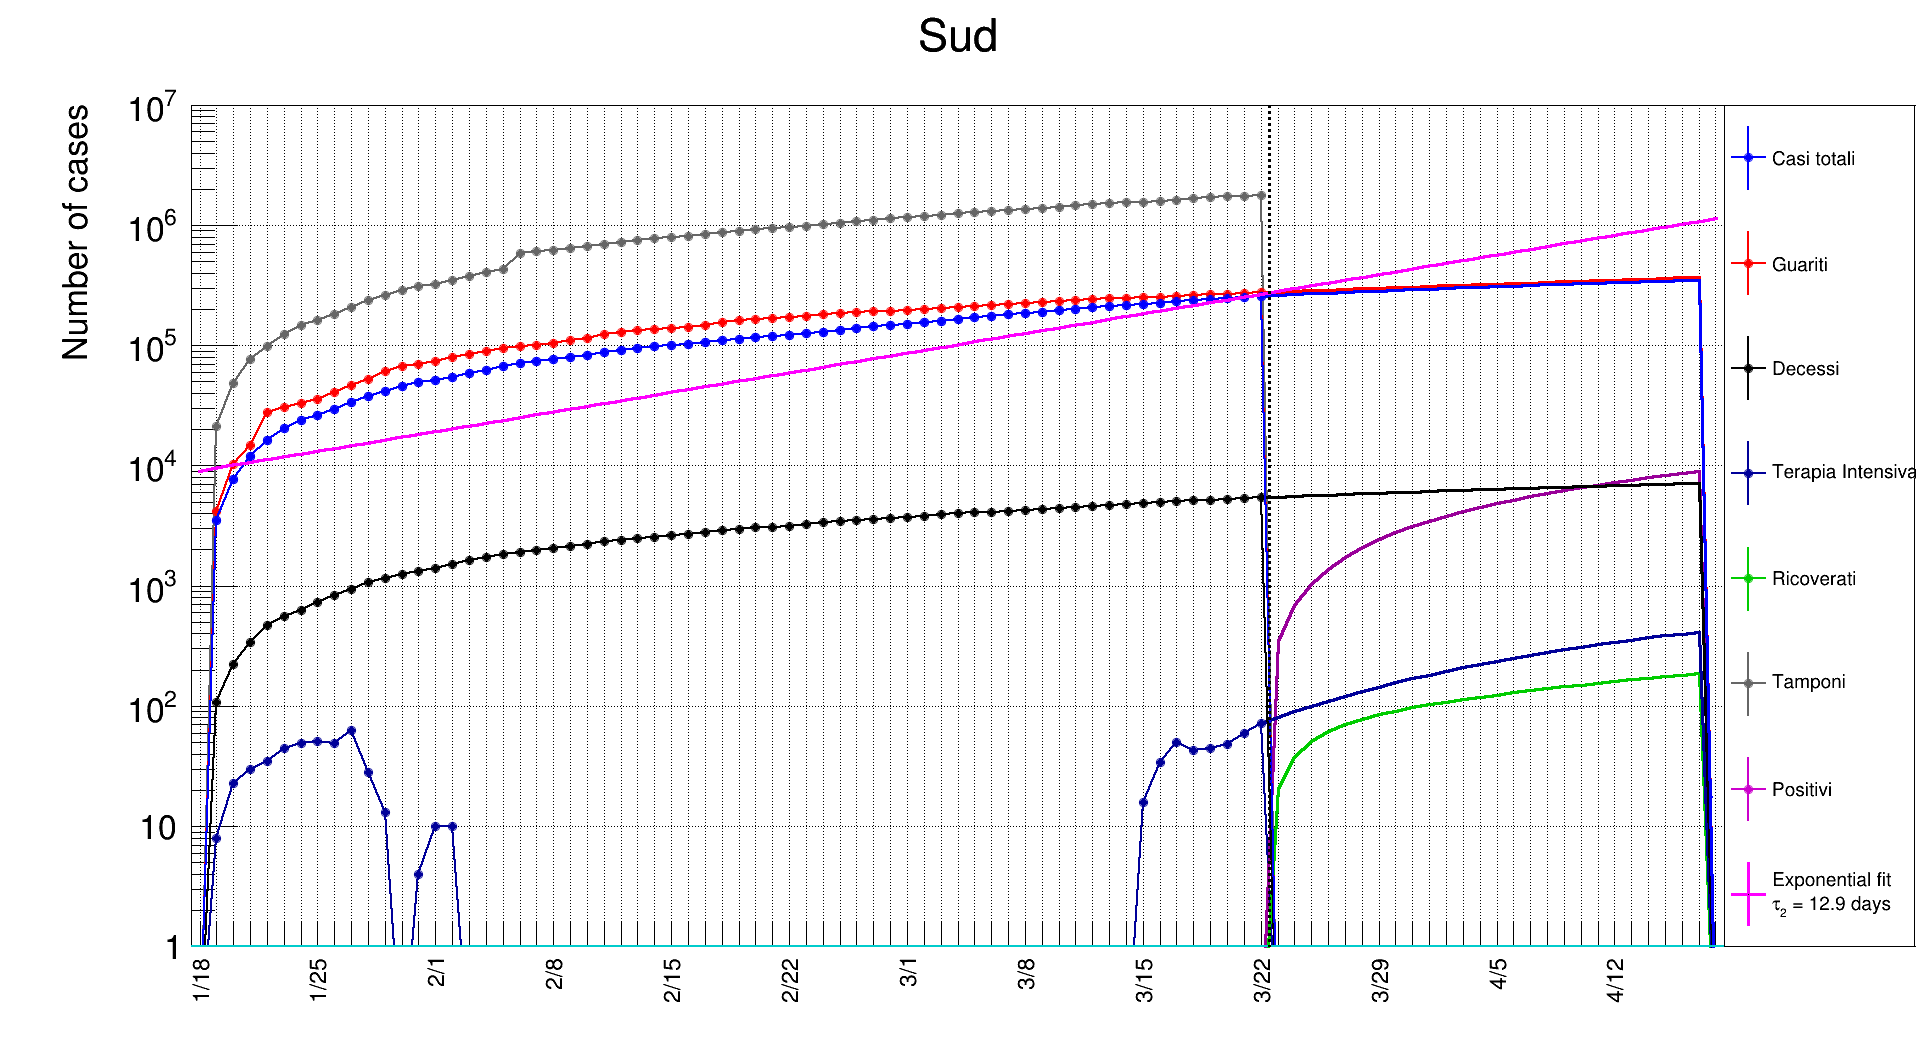 Sud
Number of cases
10^7
10^6
10^5
10^4
10^3
10^2
10
1
1/18
1/25
2/1
2/8
2/15
2/22
3/1
3/8
3/15
3/22
3/29
4/5
4/12
Casi totali
Guariti
Decessi
Terapia Intensiva
Ricoverati
Tamponi
Positivi
Exponential fit
τ₂ = 12.9 days